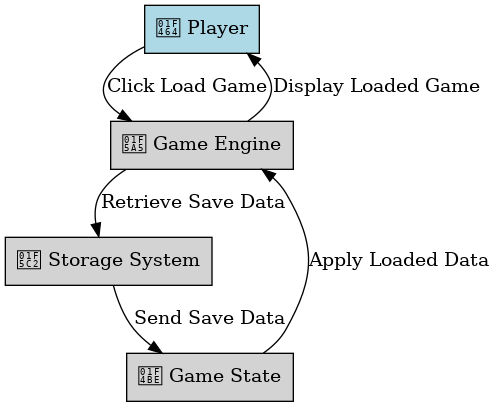 👤 Player
Click Load Game
Display Loaded Game
🖥 Game Engine
Retrieve Save Data
🗂 Storage System
Apply Loaded Data
Send Save Data
💾 Game State